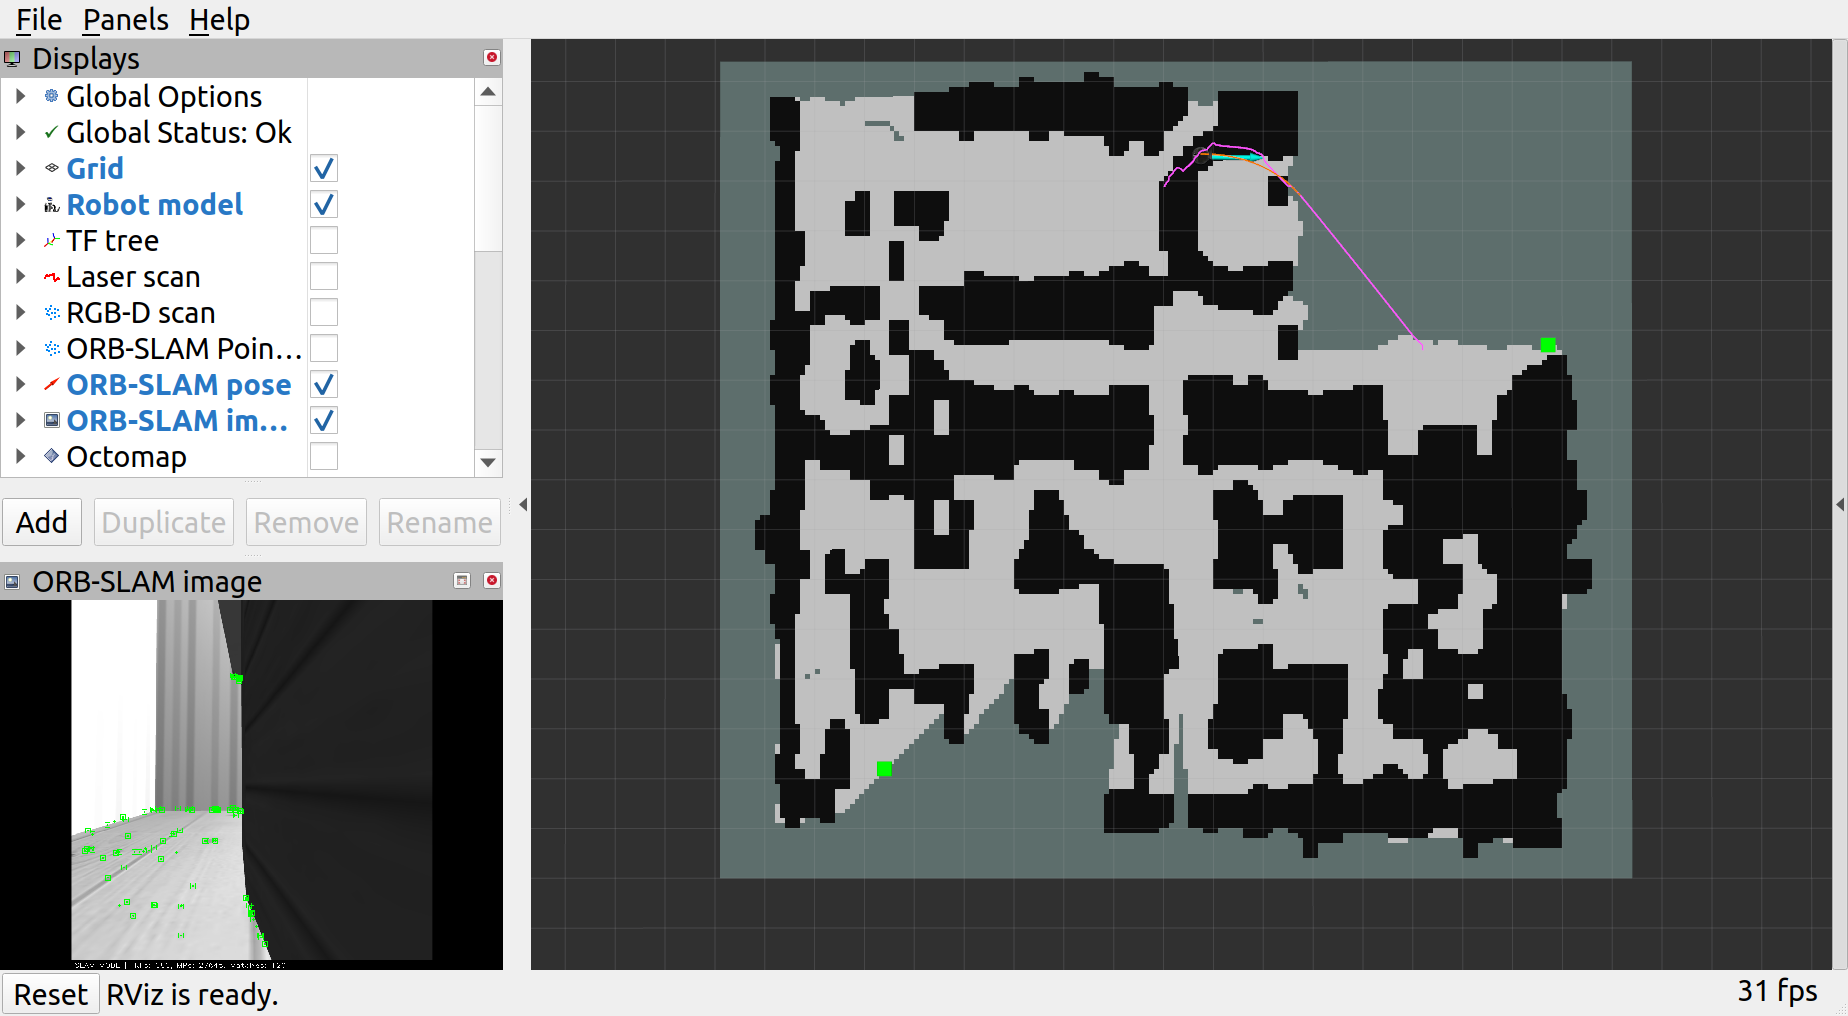 File Panels Help
Displays
Global Options
Global Status: Ok
Grid
Robot model
TF tree
Laser scan
RGB-D scan
ORB-SLAM Poin...
ORB-SLAM pose
ORB-SLAM im...
Octomap
Add Duplicate Remove Rename
ORB-SLAM image
SLAM MODE |
Reset RViz is ready.
31 fps